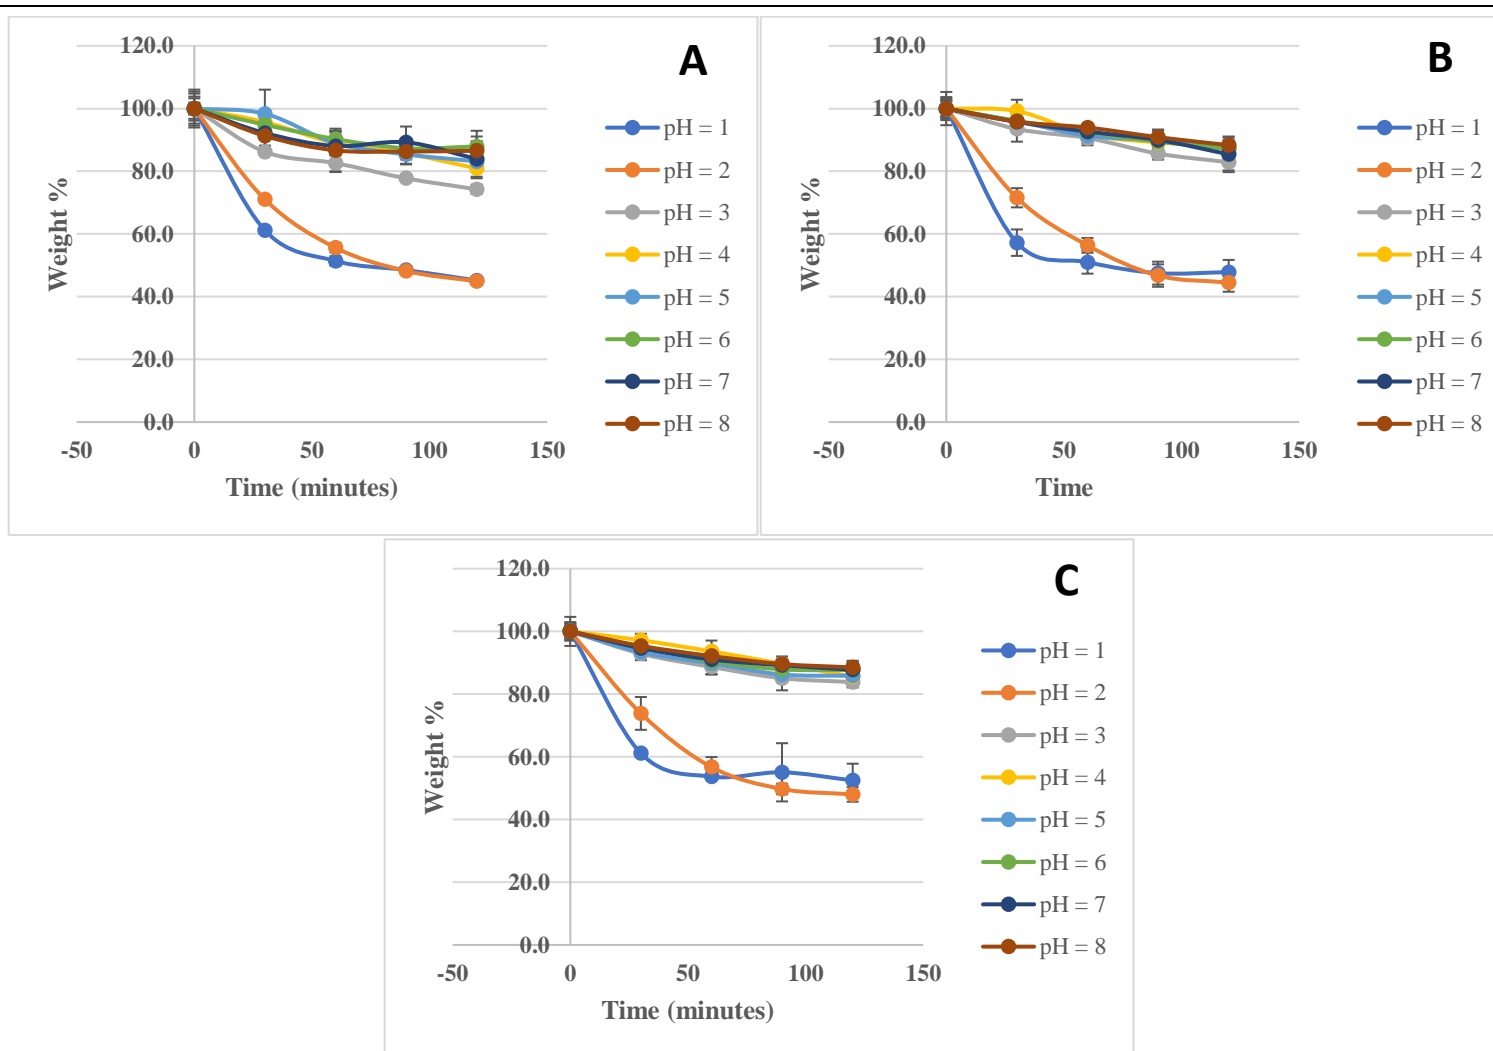 A
120.0
100.0
80.0
60.0
40.0
20.0
0.0
-50 0 50 100 150
Weight %
Time (minutes)
pH = 1
pH = 2
pH = 3
pH = 4
pH = 5
pH = 6
pH = 7
pH = 8
B
120.0
100.0
80.0
60.0
40.0
20.0
0.0
-50 0 50 100 150
Weight %
Time
pH = 1
pH = 2
pH = 3
pH = 4
pH = 5
pH = 6
pH = 7
pH = 8
C
120.0
100.0
80.0
60.0
40.0
20.0
0.0
-50 0 50 100 150
Weight %
Time (minutes)
pH = 1
pH = 2
pH = 3
pH = 4
pH = 5
pH = 6
pH = 7
pH = 8